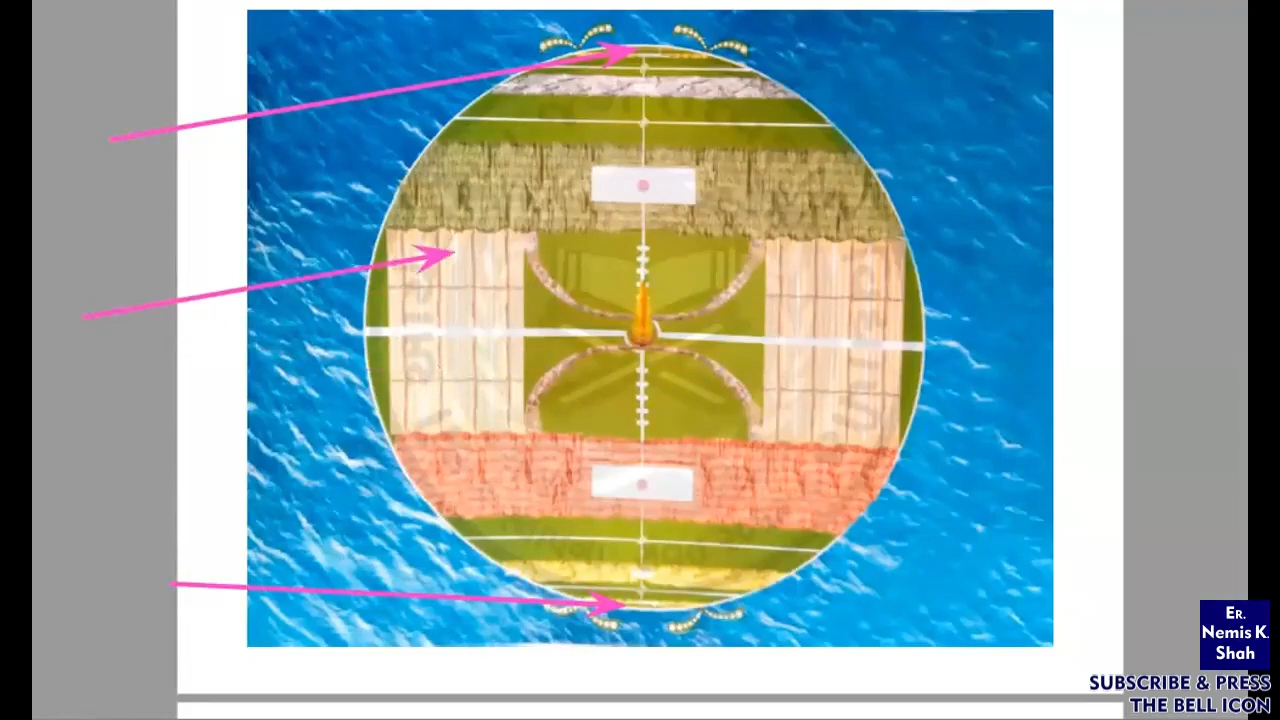 ER.
Nemis K.
Shah
SUBSCRIBE & PRESS
THE BELL ICON